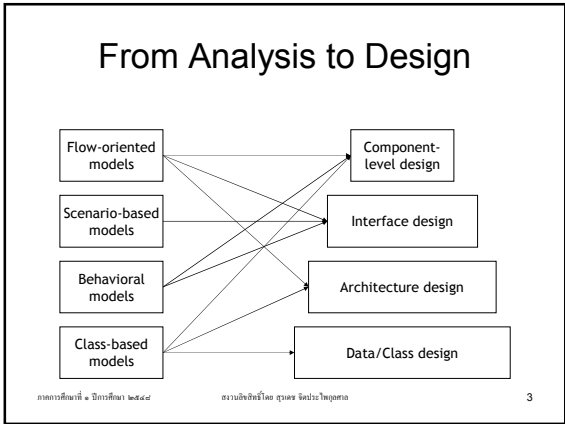 From Analysis to Design
Flow-oriented
models
Component-
level design
Scenario-based
models
Interface design
Behavioral
models
Architecture design
Class-based
models
Data/Class design
ภาคการศึกษาที่ ๑ ปีการศึกษา ๒๕๔๘
สงวนลิขสิทธิ์โดย สุรเดช จิตประไพกุลศาล
3